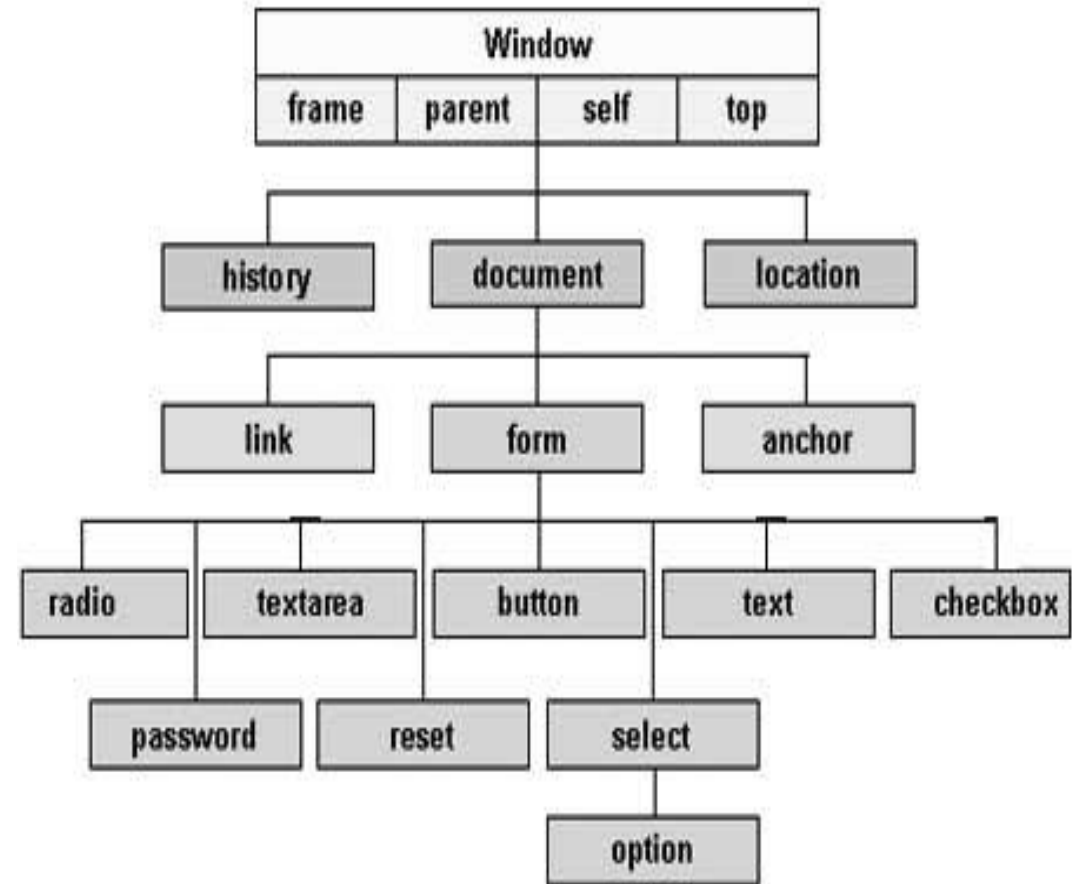 Window
frame parent self top
history document location
link form anchor
radio textarea button text checkbox
password reset select
option